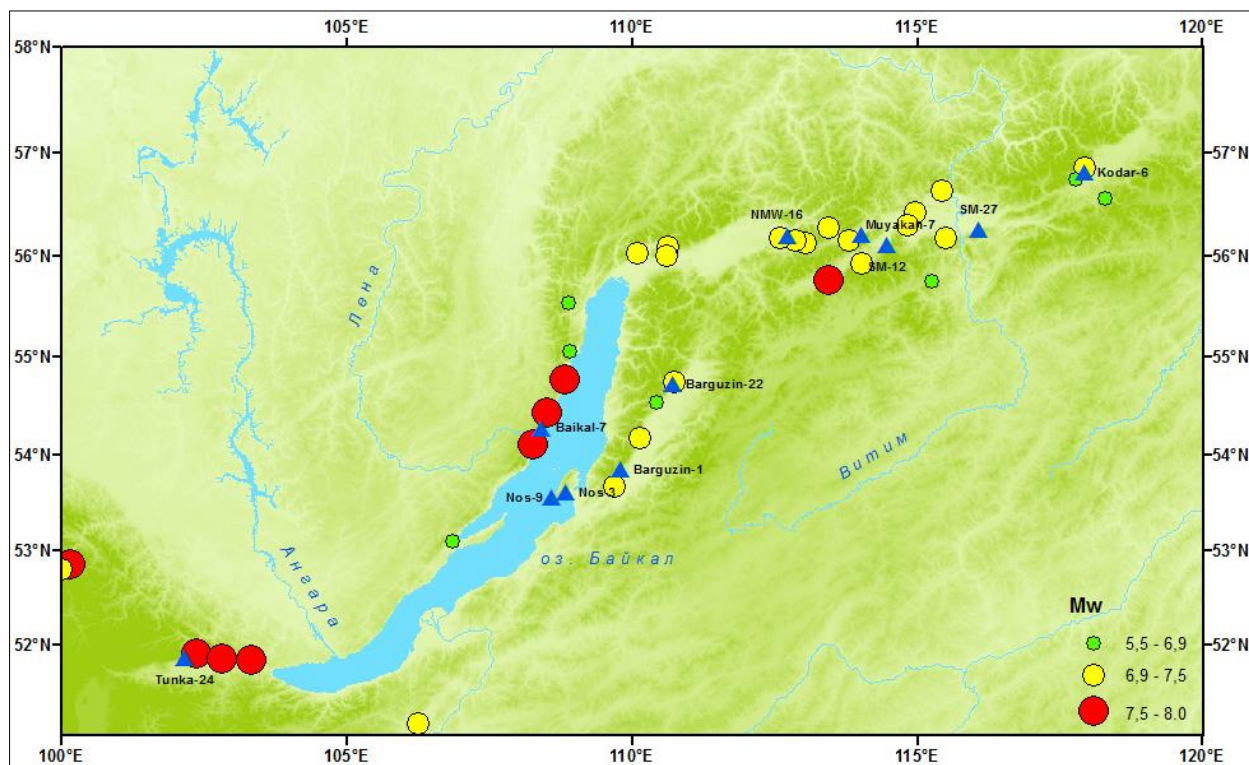 105°E 110°E 115°E 120°E
58°N
57°N 57°N
Kodar-6
NMW-16 Muyakan-7 SM-27
56°N 56°N
SM-12
Лена
55°N 55°N
Barguzin-22
Baikal-7
Витим
54°N 54°N
Barguzin-1
Nos-9 Nos-3
53°N 53°N
оз. Байкал
Ангара
Mw
52°N 52°N
5,5 - 6,9
Tunka-24
6,9 - 7,5
7,5 - 8.0
100°E 105°E 110°E 115°E 120°E